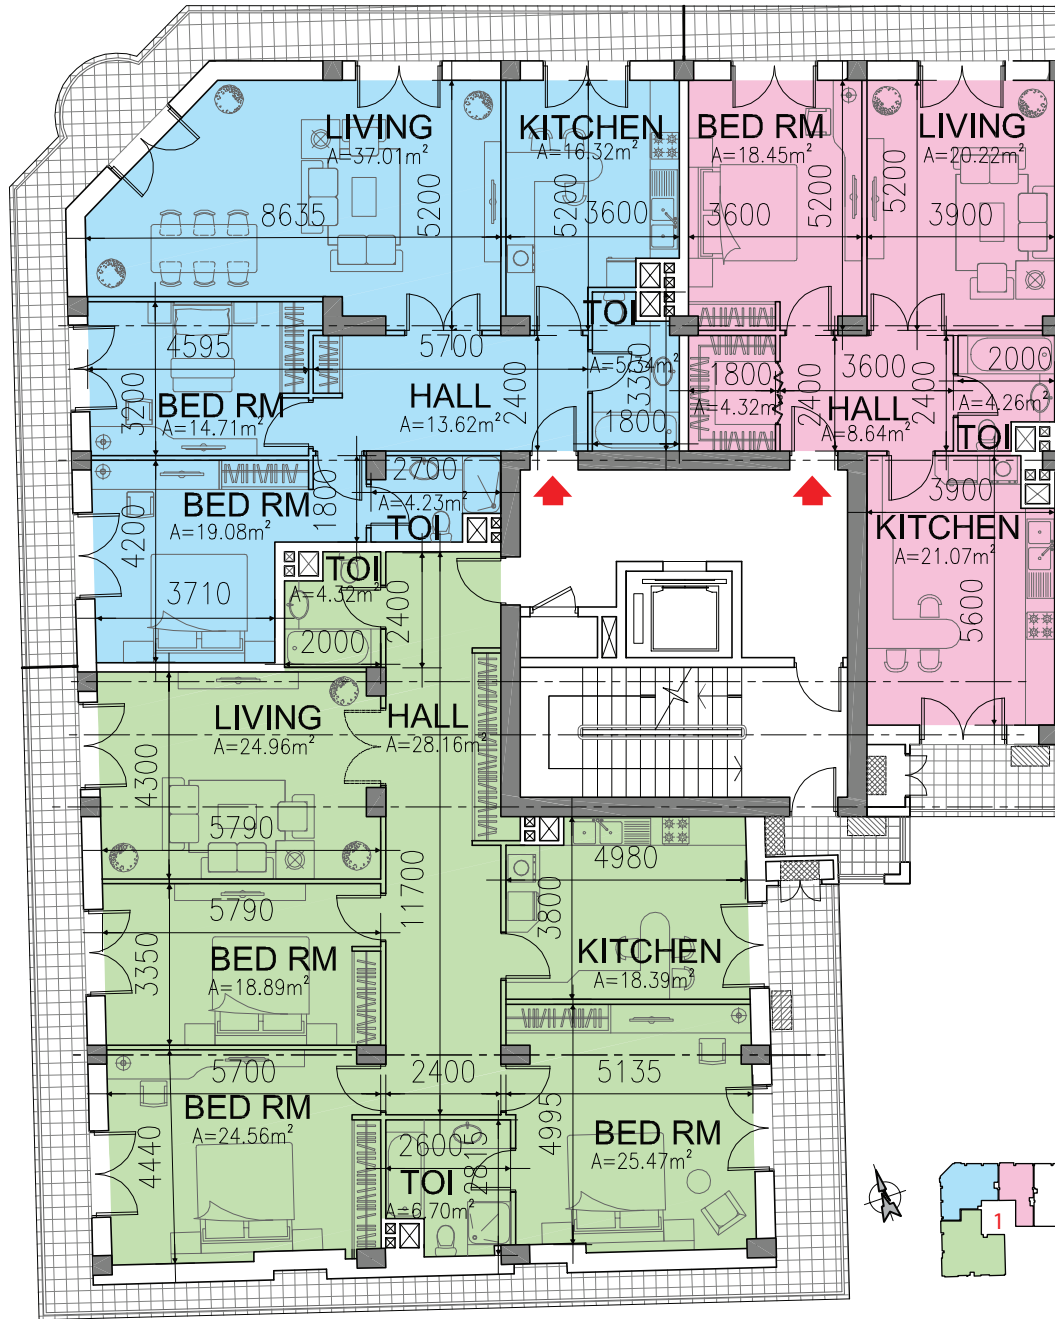 LIVING
A=37.01m²
8635
5200
KITCHEN
A=16.32m²
5200
3600
BED RM
A=18.45m²
3600
5200
LIVING
A=20.22m²
5200
3900
4595
3200
BED RM
A=14.71m²
5700
HALL
A=13.62m²
2400
TOI
A=5.34m²
3300
1800
1800
A=4.32m²
2400
3600
HALL
A=8.64m²
2400
2000
A=4.26m²
TOI
BED RM
A=19.08m²
4200
3710
1800
2700
A=4.23m²
TOI
3900
KITCHEN
A=21.07m²
5600
TOI
A=4.32m²
2000
2400
LIVING
A=24.96m²
4300
5790
HALL
A=28.16m²
11700
4980
3800
KITCHEN
A=18.39m²
5790
3350
BED RM
A=18.89m²
5700
BED RM
A=24.56m²
4440
2400
2600
2815
TOI
A=6.70m²
5135
4995
BED RM
A=25.47m²
1